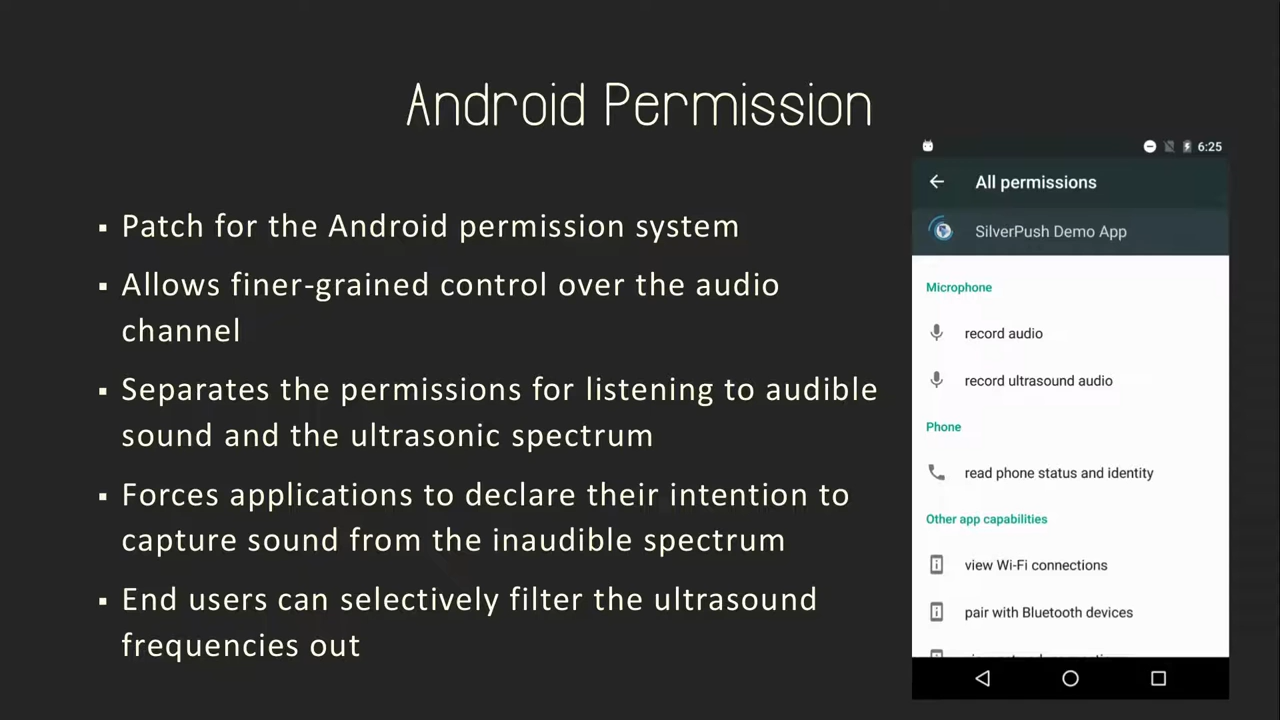 Android Permission
▪ Patch for the Android permission system
▪ Allows finer-grained control over the audio
channel
▪ Separates the permissions for listening to audible
sound and the ultrasonic spectrum
▪ Forces applications to declare their intention to
capture sound from the inaudible spectrum
▪ End users can selectively filter the ultrasound
frequencies out
6:25
All permissions
SilverPush Demo App
Microphone
record audio
record ultrasound audio
Phone
read phone status and identity
Other app capabilities
view Wi-Fi connections
pair with Bluetooth devices